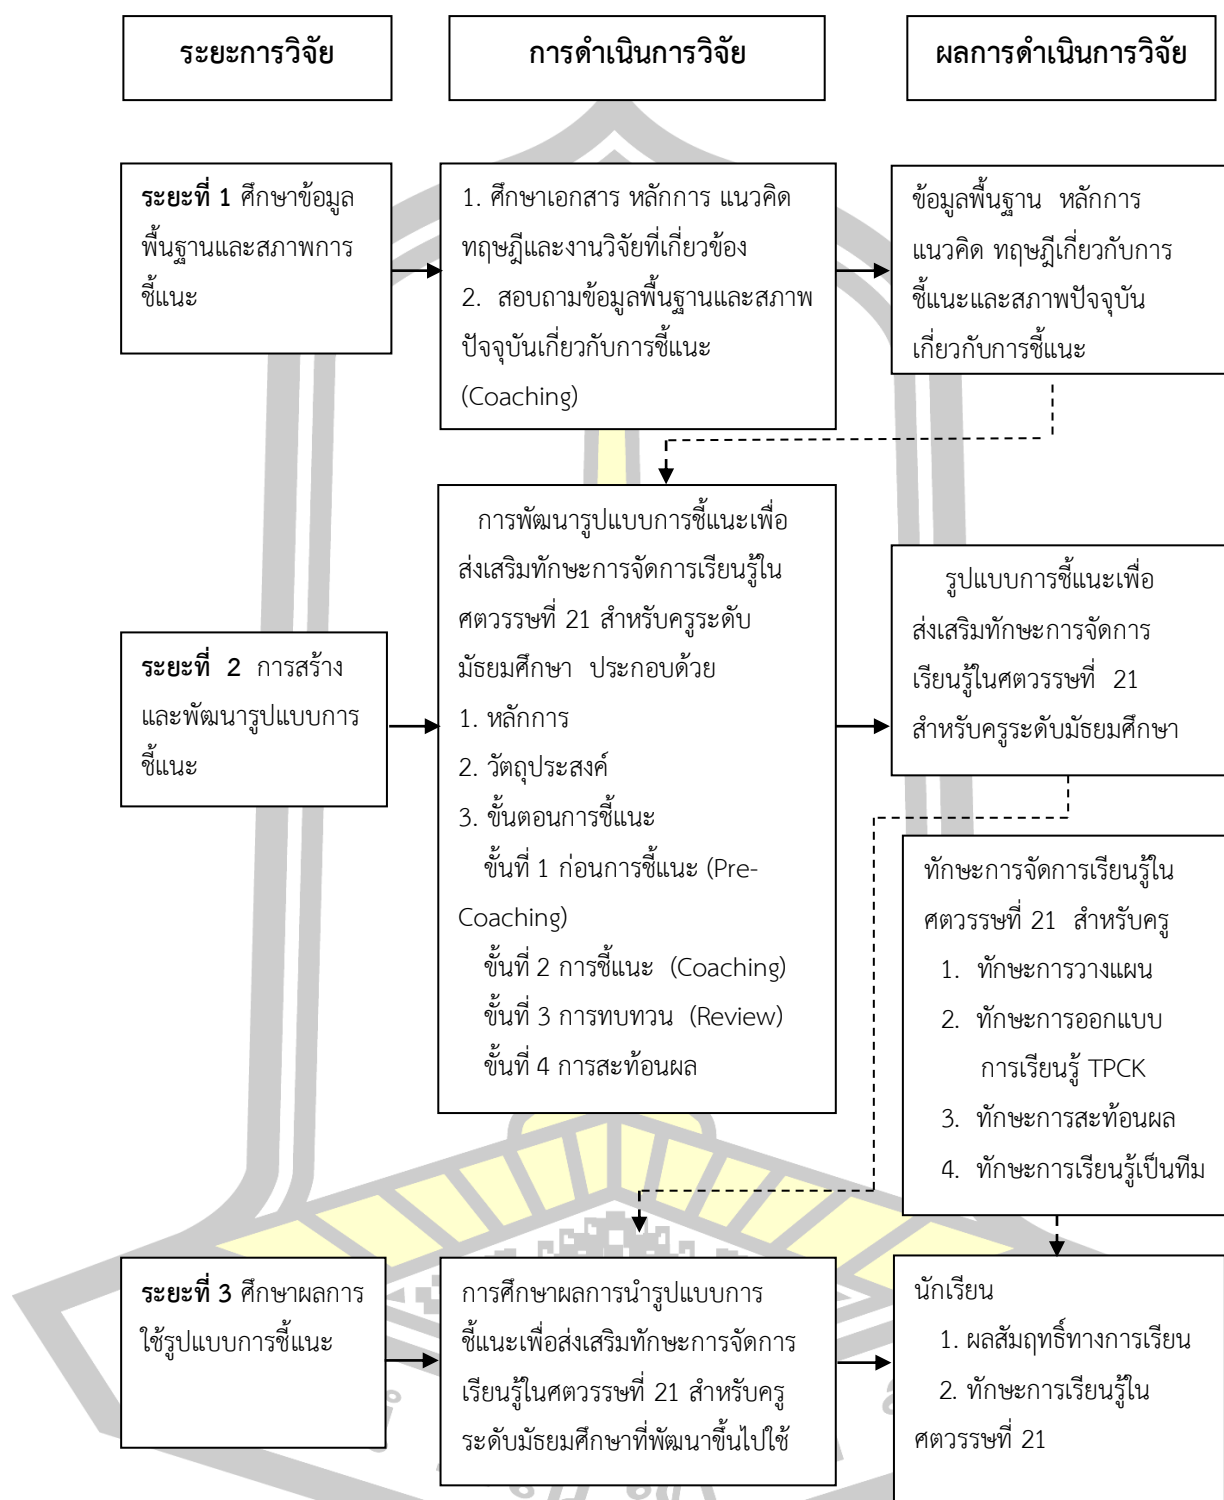 ระยะการวิจัย
การดำเนินการวิจัย
ผลการดำเนินการวิจัย
ระยะที่ 1 ศึกษาข้อมูล
พื้นฐานและสภาพการ
ชี้แนะ
1. ศึกษาเอกสาร หลักการ แนวคิด
ทฤษฎีและงานวิจัยที่เกี่ยวข้อง
2. สอบถามข้อมูลพื้นฐานและสภาพ
ปัจจุบันเกี่ยวกับการชี้แนะ
(Coaching)
ข้อมูลพื้นฐาน หลักการ
แนวคิด ทฤษฎีเกี่ยวกับการ
ชี้แนะและสภาพปัจจุบัน
เกี่ยวกับการชี้แนะ
ระยะที่ 2 การสร้าง
และพัฒนารูปแบบการ
ชี้แนะ
การพัฒนารูปแบบการชี้แนะเพื่อ
ส่งเสริมทักษะการจัดการเรียนรู้ใน
ศตวรรษที่ 21 สำหรับครูระดับ
มัธยมศึกษา ประกอบด้วย
1. หลักการ
2. วัตถุประสงค์
3. ขั้นตอนการชี้แนะ
ขั้นที่ 1 ก่อนการชี้แนะ (Pre-
Coaching)
ขั้นที่ 2 การชี้แนะ (Coaching)
ขั้นที่ 3 การทบทวน (Review)
ขั้นที่ 4 การสะท้อนผล
รูปแบบการชี้แนะเพื่อ
ส่งเสริมทักษะการจัดการ
เรียนรู้ในศตวรรษที่ 21
สำหรับครูระดับมัธยมศึกษา
ทักษะการจัดการเรียนรู้ใน
ศตวรรษที่ 21 สำหรับครู
1. ทักษะการวางแผน
2. ทักษะการออกแบบ
การเรียนรู้ TPCK
3. ทักษะการสะท้อนผล
4. ทักษะการเรียนรู้เป็นทีม
ระยะที่ 3 ศึกษาผลการ
ใช้รูปแบบการชี้แนะ
การศึกษาผลการนำรูปแบบการ
ชี้แนะเพื่อส่งเสริมทักษะการจัดการ
เรียนรู้ในศตวรรษที่ 21 สำหรับครู
ระดับมัธยมศึกษาที่พัฒนาขึ้นไปใช้
นักเรียน
1. ผลสัมฤทธิ์ทางการเรียน
2. ทักษะการเรียนรู้ใน
ศตวรรษที่ 21